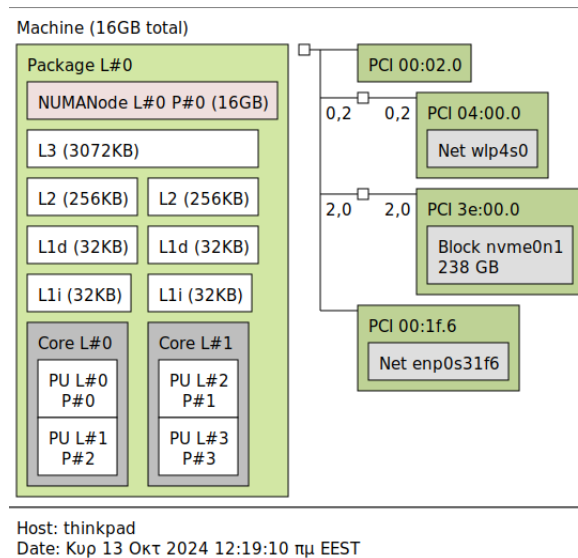 Machine (16GB total)
Package L#0
NUMANode L#0 P#0 (16GB)
L3 (3072KB)
L2 (256KB)
L2 (256KB)
L1d (32KB)
L1d (32KB)
L1i (32KB)
L1i (32KB)
Core L#0
PU L#0
P#0
PU L#1
P#2
Core L#1
PU L#2
P#1
PU L#3
P#3
PCI 00:02.0
0,2
0,2
PCI 04:00.0
Net wlp4s0
2,0
2,0
PCI 3e:00.0
Block nvme0n1
238 GB
PCI 00:1f.6
Net enp0s31f6
Host: thinkpad
Date: Κυρ 13 Οκτ 2024 12:19:10 πμ EEST